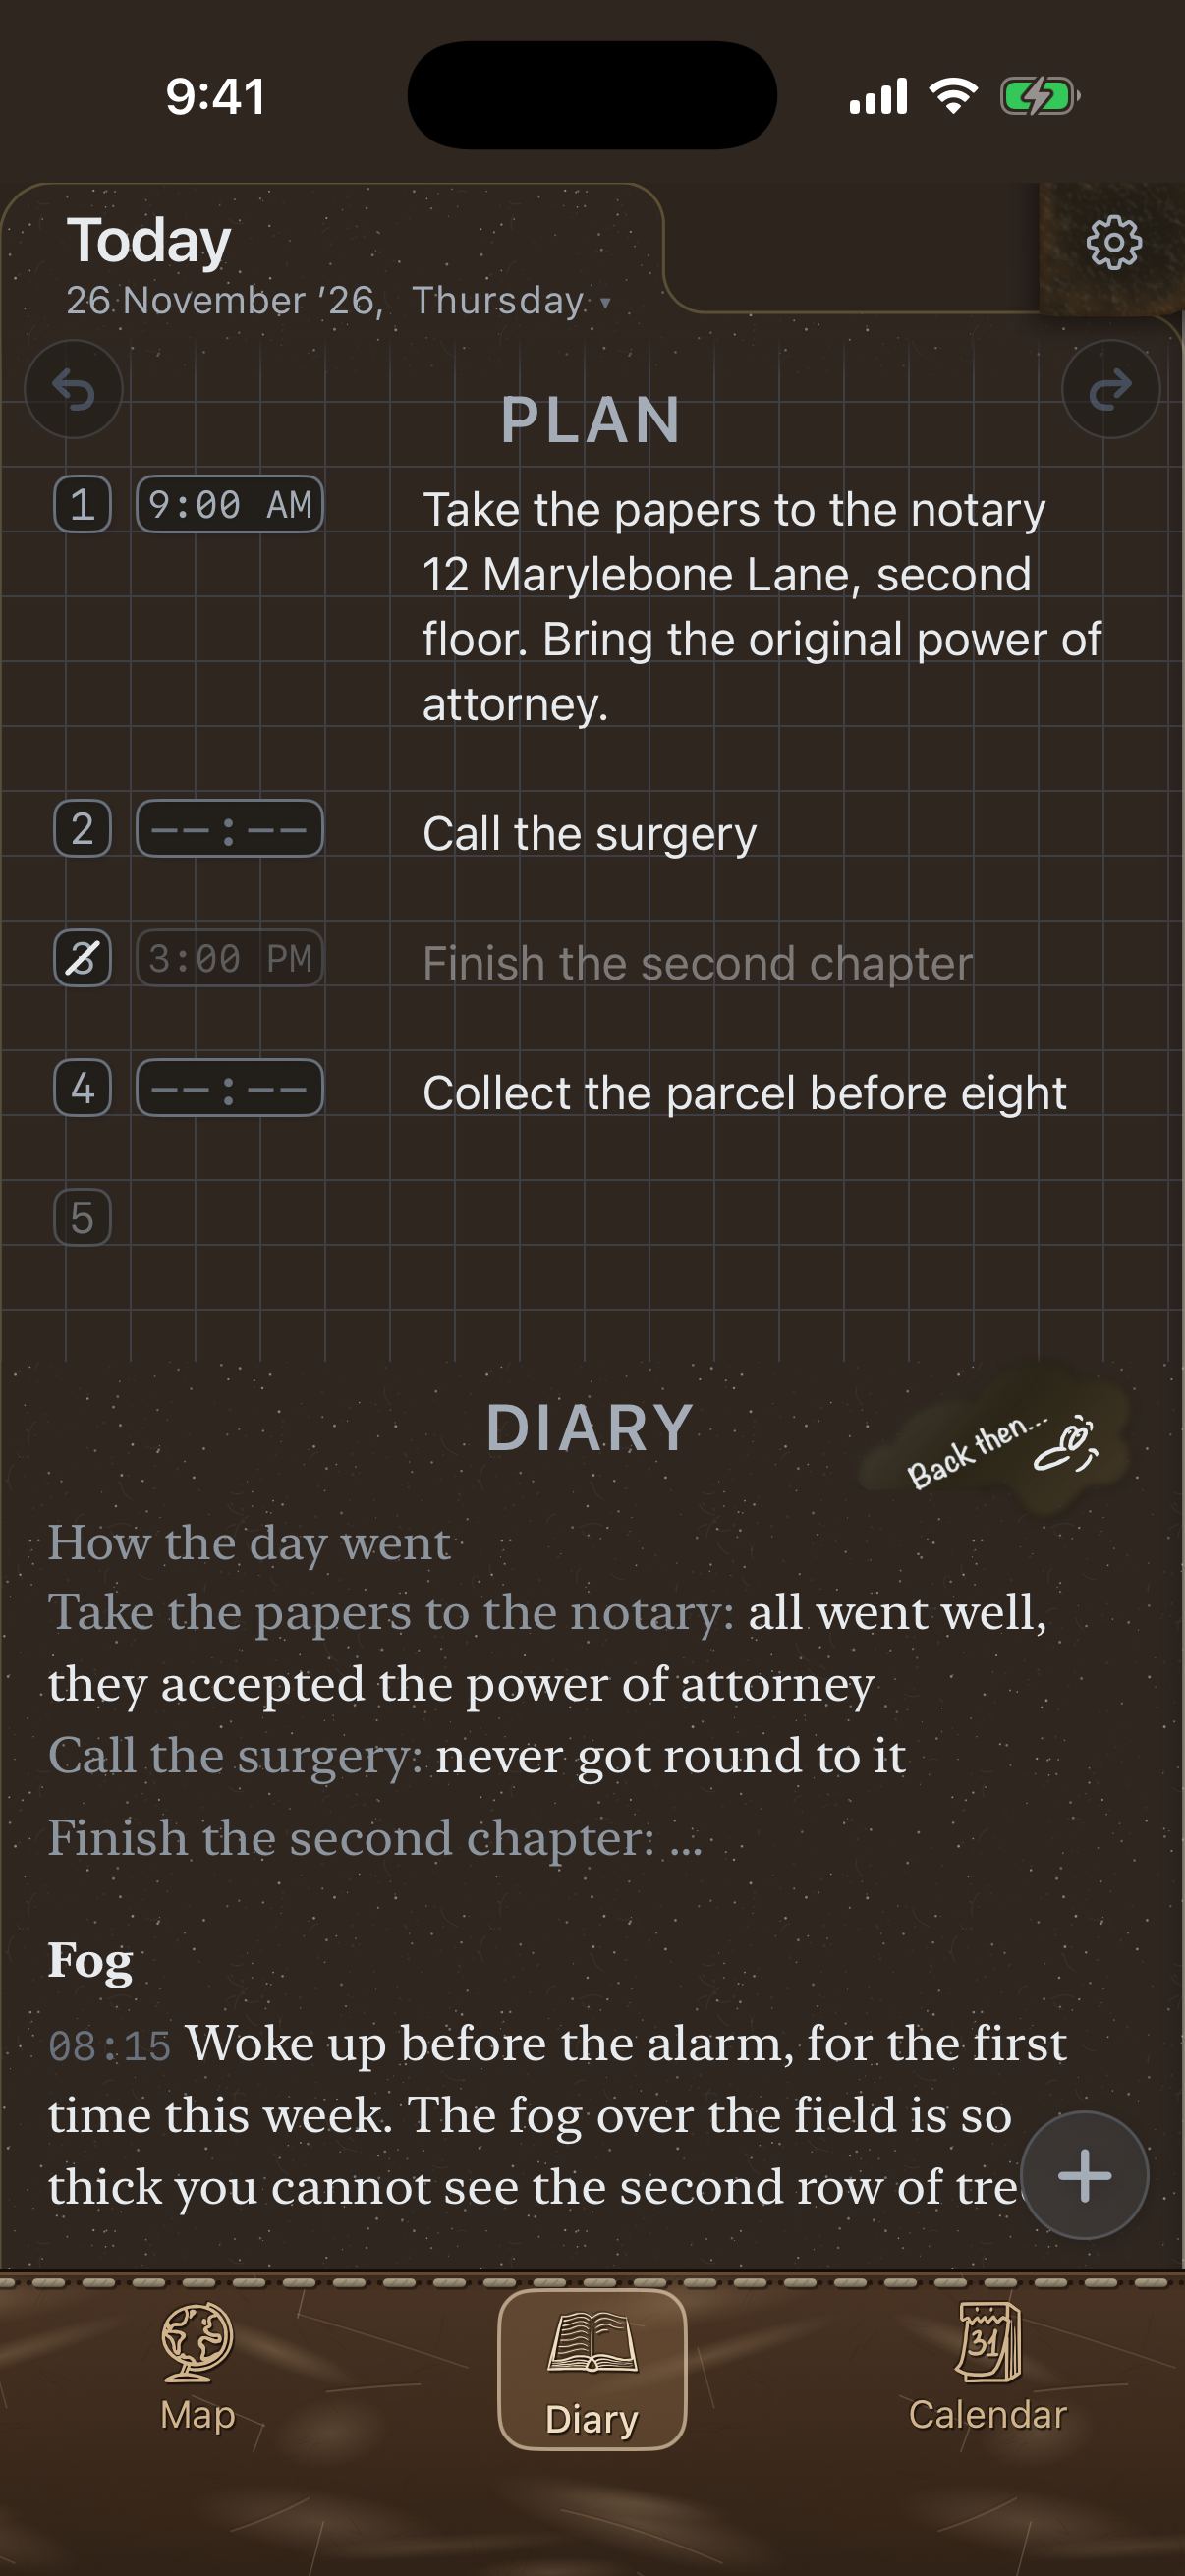 9:41
Today
26 November ’26, Thursday ▾
PLAN
1 9:00 AM Take the papers to the notary
12 Marylebone Lane, second
floor. Bring the original power of
attorney.
2 --:-- Call the surgery
3 3:00 PM Finish the second chapter
4 --:-- Collect the parcel before eight
5
DIARY
Back then...
How the day went
Take the papers to the notary: all went well,
they accepted the power of attorney
Call the surgery: never got round to it
Finish the second chapter: ...
Fog
08:15 Woke up before the alarm, for the first
time this week. The fog over the field is so
thick you cannot see the second row of
31
Map
Diary
Calendar